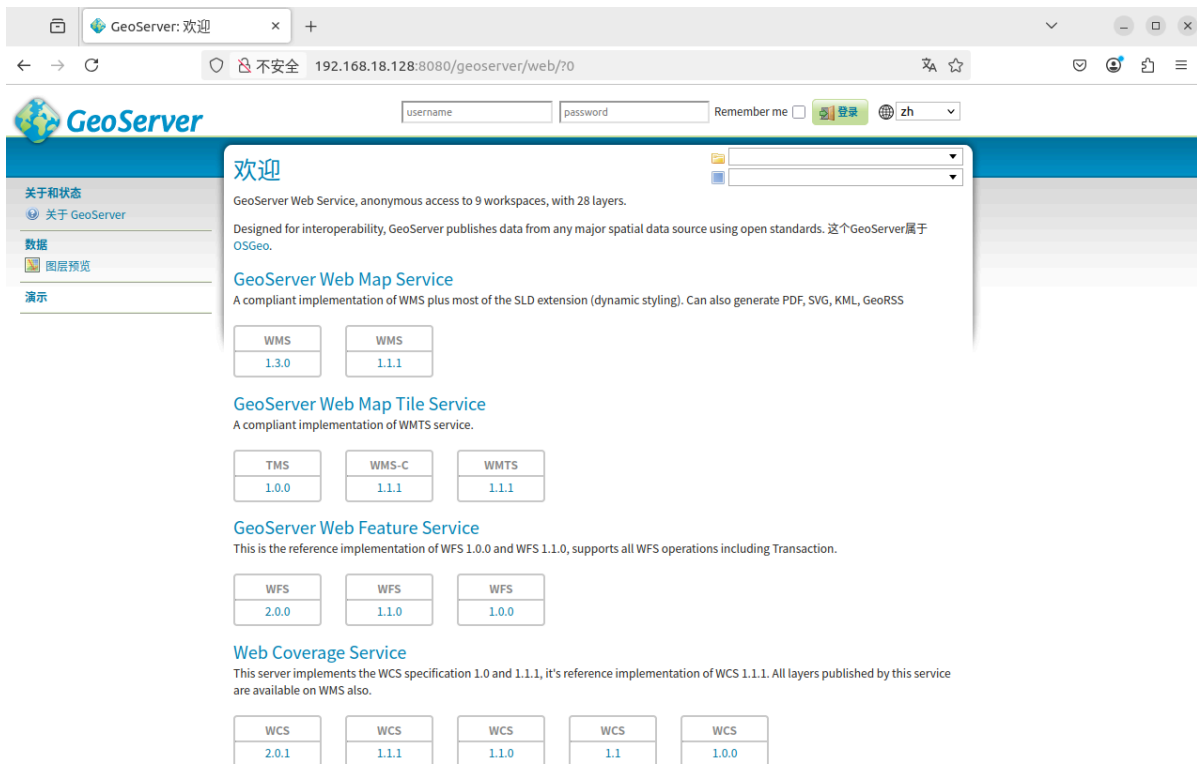 GeoServer: 欢迎
不安全 192.168.18.128:8080/geoserver/web/?0
GeoServer
username
password
Remember me
登录
zh
关于和状态
关于 GeoServer
数据
图层预览
演示
欢迎
GeoServer Web Service, anonymous access to 9 workspaces, with 28 layers.
Designed for interoperability, GeoServer publishes data from any major spatial data source using open standards. 这个GeoServer属于
OSGeo.
GeoServer Web Map Service
A compliant implementation of WMS plus most of the SLD extension (dynamic styling). Can also generate PDF, SVG, KML, GeoRSS
WMS WMS
1.3.0 1.1.1
GeoServer Web Map Tile Service
A compliant implementation of WMTS service.
TMS WMS-C WMTS
1.0.0 1.1.1 1.1.1
GeoServer Web Feature Service
This is the reference implementation of WFS 1.0.0 and WFS 1.1.0, supports all WFS operations including Transaction.
WFS WFS WFS
2.0.0 1.1.0 1.0.0
Web Coverage Service
This server implements the WCS specification 1.0 and 1.1.1, it's reference implementation of WCS 1.1.1. All layers published by this service
are available on WMS also.
WCS WCS WCS WCS WCS
2.0.1 1.1.1 1.1.0 1.1 1.0.0